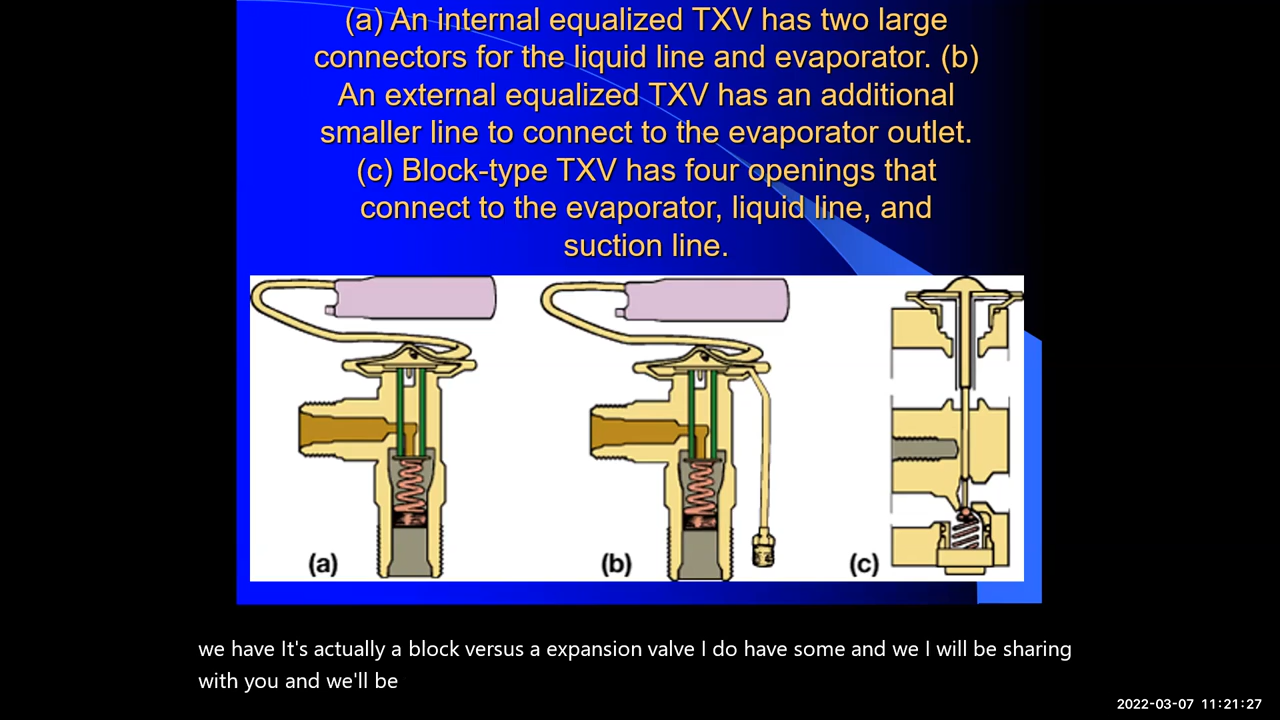 (a) An internal equalized TXV has two large
connectors for the liquid line and evaporator. (b)
An external equalized TXV has an additional
smaller line to connect to the evaporator outlet.
(c) Block-type TXV has four openings that
connect to the evaporator, liquid line, and
suction line.
(a)
(b)
(c)
we have It's actually a block versus a expansion valve I do have some and we I will be sharing
with you and we'll be
2022-03-07 11:21:27